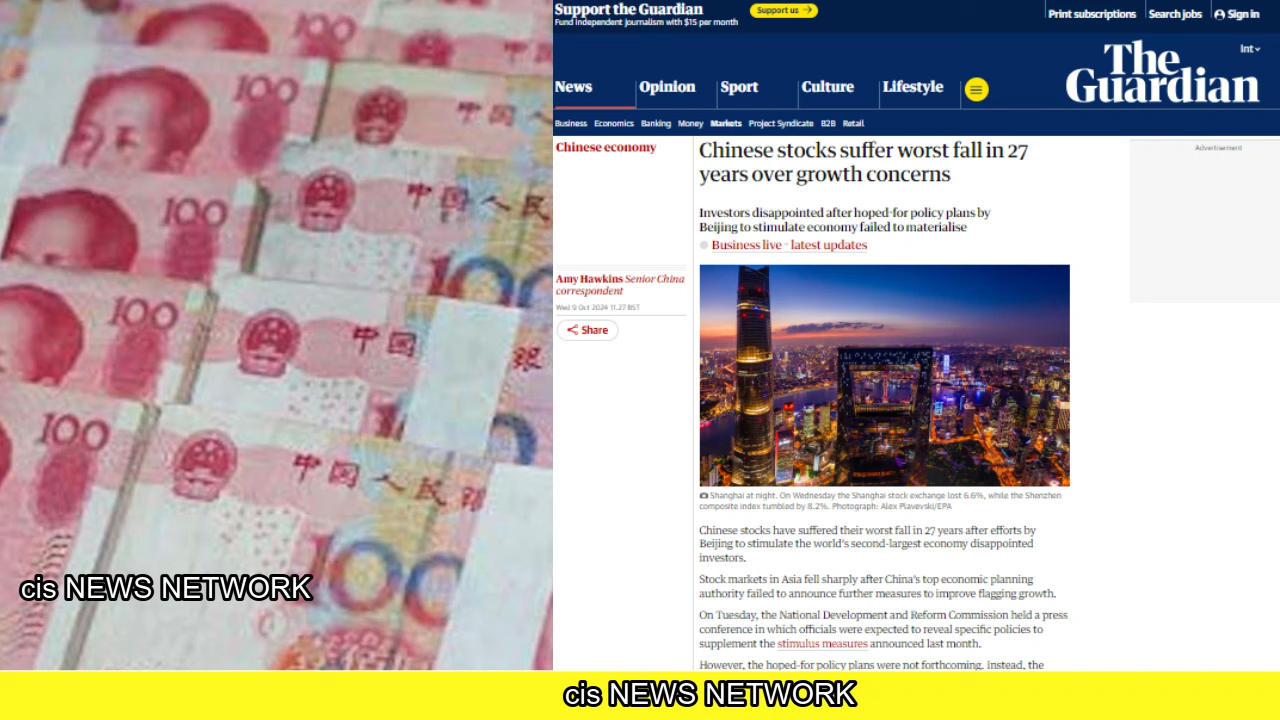 100
中国
100
中国人民
100
中国人民
100
100
中国
銀
100
中国人民銀
100
cis NEWS NETWORK
Support the Guardian
Fund independent journalism with $15 per month
Support us →
Print subscriptions
Search jobs
Sign in
Int
The
Guardian
News
Opinion
Sport
Culture
Lifestyle
Business Economics Banking Money Markets Project Syndicate B2B Retail
Chinese economy
Chinese stocks suffer worst fall in 27
years over growth concerns
Advertisement
Investors disappointed after hoped-for policy plans by
Beijing to stimulate economy failed to materialise
Business live - latest updates
Amy Hawkins Senior China
correspondent
Wed 9 Oct 2024 11.27 BST
Share
Shanghai at night. On Wednesday the Shanghai stock exchange lost 6.6%, while the Shenzhen
composite index tumbled by 8.2%. Photograph: Alex Plavevski/EPA
Chinese stocks have suffered their worst fall in 27 years after efforts by
Beijing to stimulate the world's second-largest economy disappointed
investors.
Stock markets in Asia fell sharply after China's top economic planning
authority failed to announce further measures to improve flagging growth.
On Tuesday, the National Development and Reform Commission held a press
conference in which officials were expected to reveal specific policies to
supplement the stimulus measures announced last month.
However, the hoped-for policy plans were not forthcoming. Instead, the
cis NEWS NETWORK